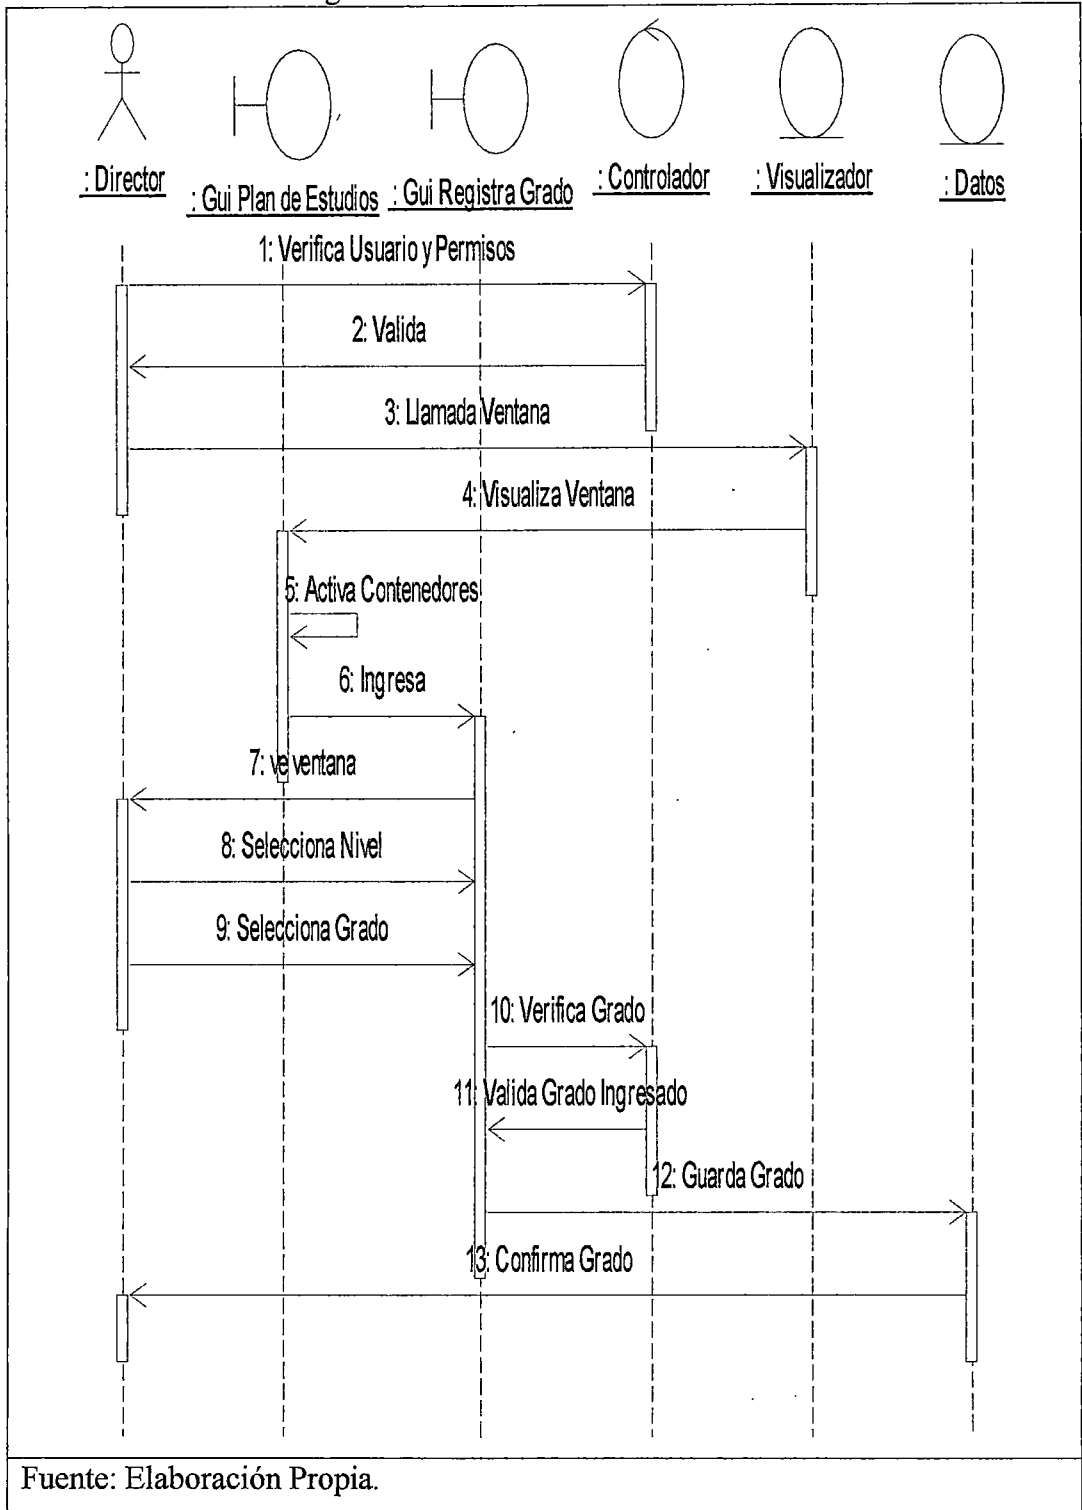 : Director
: Gui Plan de Estudios
: Gui Registra Grado
: Controlador
: Visualizador
: Datos
1: Verifica Usuario y Permisos
2: Valida
3: Llamada Ventana
4: Visualiza Ventana
5: Activa Contenedores
6: Ingresa
7: ve ventana
8: Selecciona Nivel
9: Selecciona Grado
10: Verifica Grado
11: Valida Grado Ingresado
12: Guarda Grado
13: Confirma Grado
Fuente: Elaboración Propia.